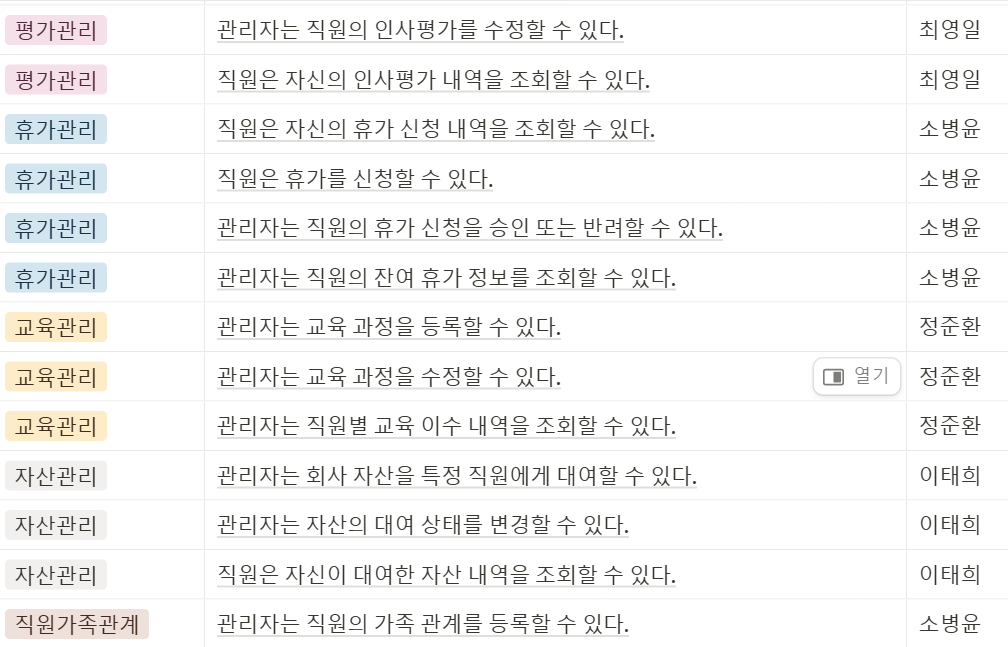 평가관리 관리자는 직원의 인사평가를 수정할 수 있다. 최영일
평가관리 직원은 자신의 인사평가 내역을 조회할 수 있다. 최영일
휴가관리 직원은 자신의 휴가 신청 내역을 조회할 수 있다. 소병윤
휴가관리 직원은 휴가를 신청할 수 있다. 소병윤
휴가관리 관리자는 직원의 휴가 신청을 승인 또는 반려할 수 있다. 소병윤
휴가관리 관리자는 직원의 잔여 휴가 정보를 조회할 수 있다. 소병윤
교육관리 관리자는 교육 과정을 등록할 수 있다. 정준환
교육관리 관리자는 교육 과정을 수정할 수 있다. 열기 정준환
교육관리 관리자는 직원별 교육 이수 내역을 조회할 수 있다. 정준환
자산관리 관리자는 회사 자산을 특정 직원에게 대여할 수 있다. 이태희
자산관리 관리자는 자산의 대여 상태를 변경할 수 있다. 이태희
자산관리 직원은 자신이 대여한 자산 내역을 조회할 수 있다. 이태희
직원가족관계 관리자는 직원의 가족 관계를 등록할 수 있다. 소병윤